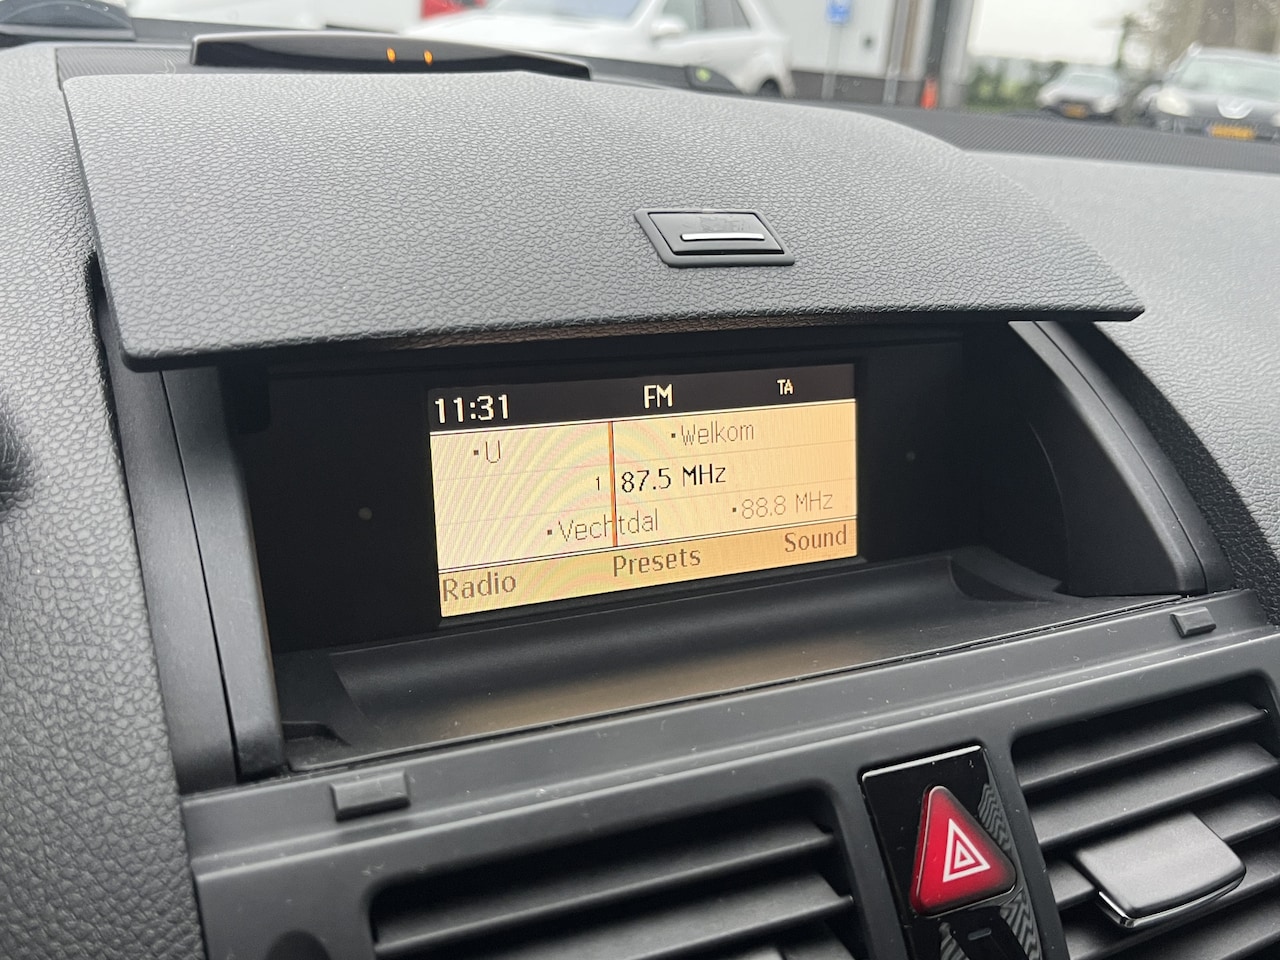 11:31 FM TA
U Welkom
1 87.5 MHz
Vechtdal 88.8 MHz
Radio Presets Sound